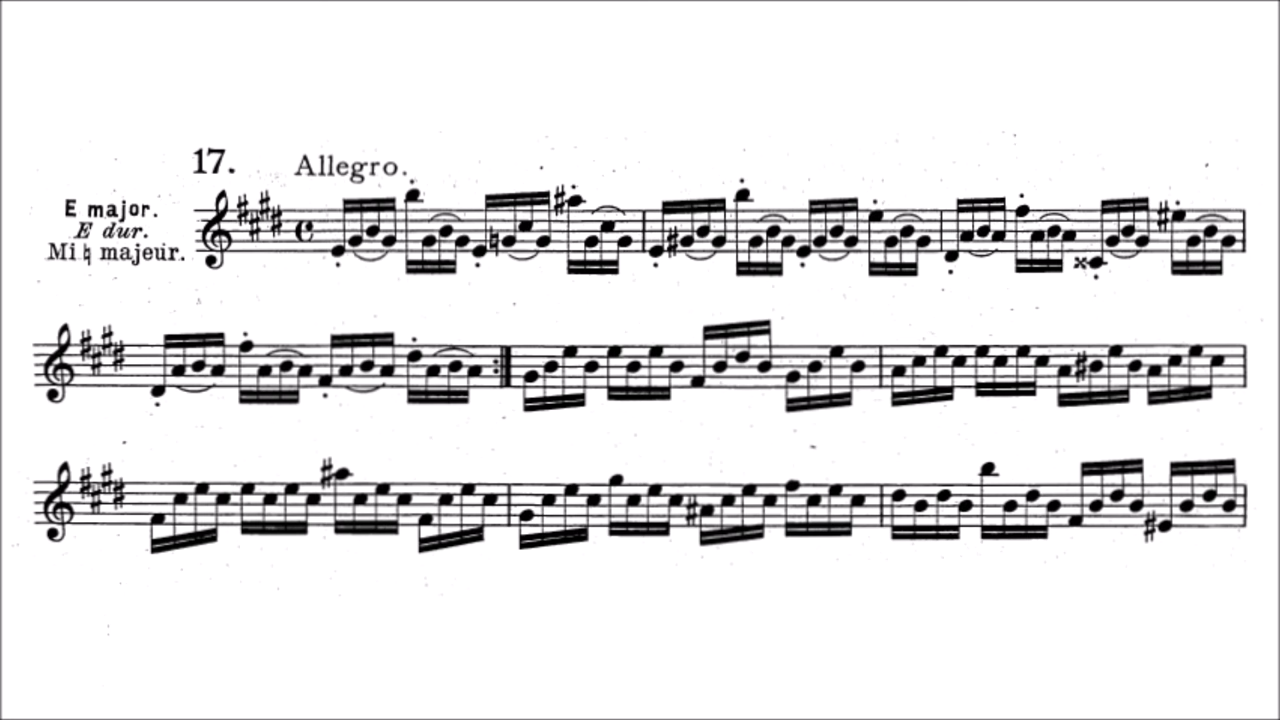 17.
Allegro.
E major.
E dur.
Mi ♮ majeur.